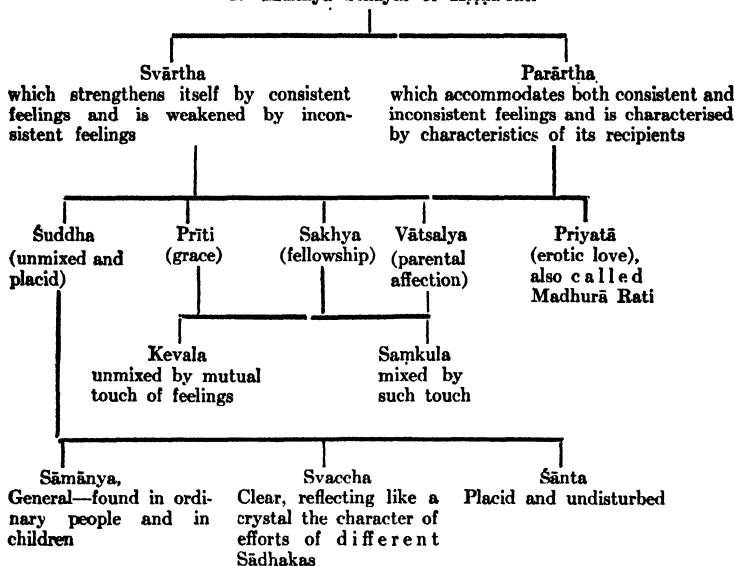 Svārtha
which strengthens itself by consistent
feelings and is weakened by incon-
sistent feelings
Parārtha
which accommodates both consistent and
inconsistent feelings and is characterised
by characteristics of its recipients
Śuddha
(unmixed and
placid)
Prīti
(grace)
Sakhya
(fellowship)
Vātsalya
(parental
affection)
Priyatā
(erotic love),
also called
Madhurā Rati
Kevala
unmixed by mutual
touch of feelings
Saṃkula
mixed by
such touch
Sāmānya,
General—found in ordi-
nary people and in
children
Svaccha
Clear, reflecting like a
crystal the character of
efforts of different
Sādhakas
Śānta
Placid and undisturbed